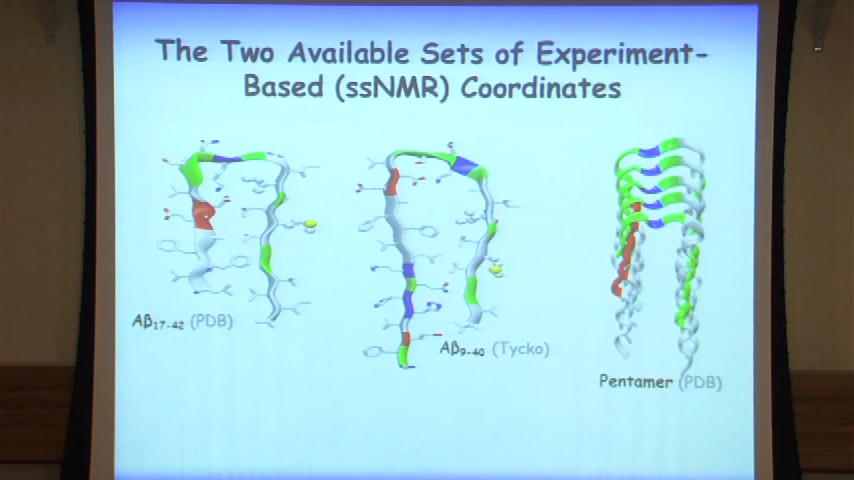 The Two Available Sets of Experiment-
Based (ssNMR) Coordinates
Aβ17-42 (PDB)
Aβ9-40 (Tycko)
Pentamer (PDB)